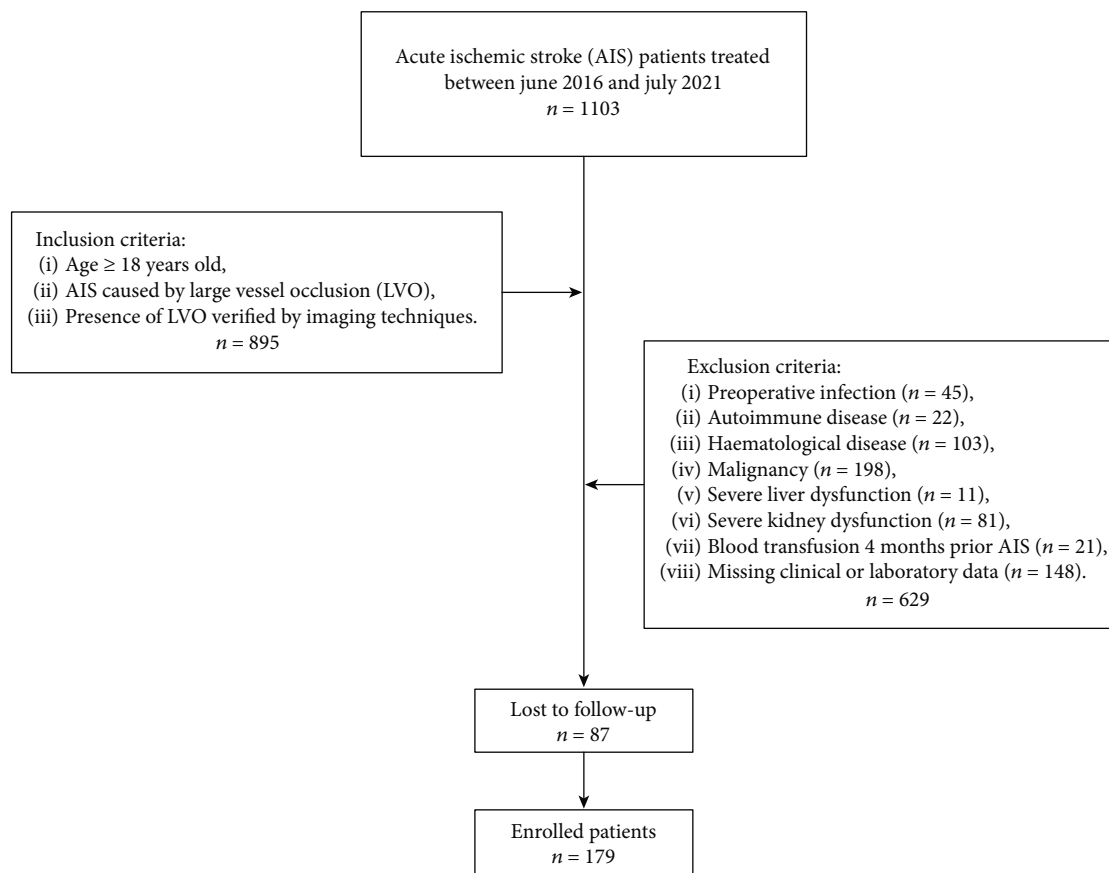 Acute ischemic stroke (AIS) patients treated
between june 2016 and july 2021
n = 1103
Inclusion criteria:
(i) Age ≥ 18 years old,
(ii) AIS caused by large vessel occlusion (LVO),
(iii) Presence of LVO verified by imaging techniques.
n = 895
Exclusion criteria:
(i) Preoperative infection (n = 45),
(ii) Autoimmune disease (n = 22),
(iii) Haematological disease (n = 103),
(iv) Malignancy (n = 198),
(v) Severe liver dysfunction (n = 11),
(vi) Severe kidney dysfunction (n = 81),
(vii) Blood transfusion 4 months prior AIS (n = 21),
(viii) Missing clinical or laboratory data (n = 148).
n = 629
Lost to follow-up
n = 87
Enrolled patients
n = 179